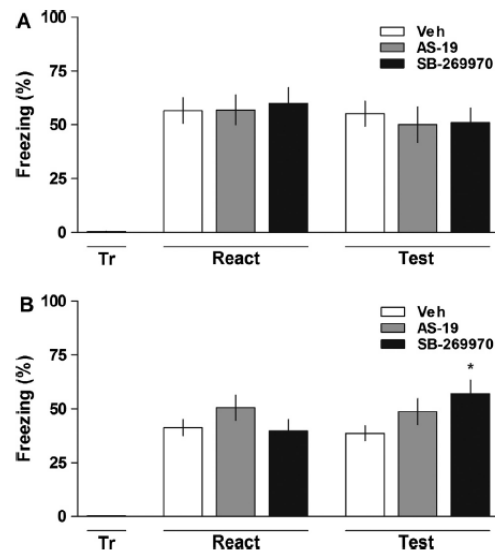 A
100
75
50
25
0
Freezing (%)
Veh
AS-19
SB-269970
Tr React Test
B
100
75
50
25
0
Freezing (%)
Veh
AS-19
SB-269970
*
Tr React Test